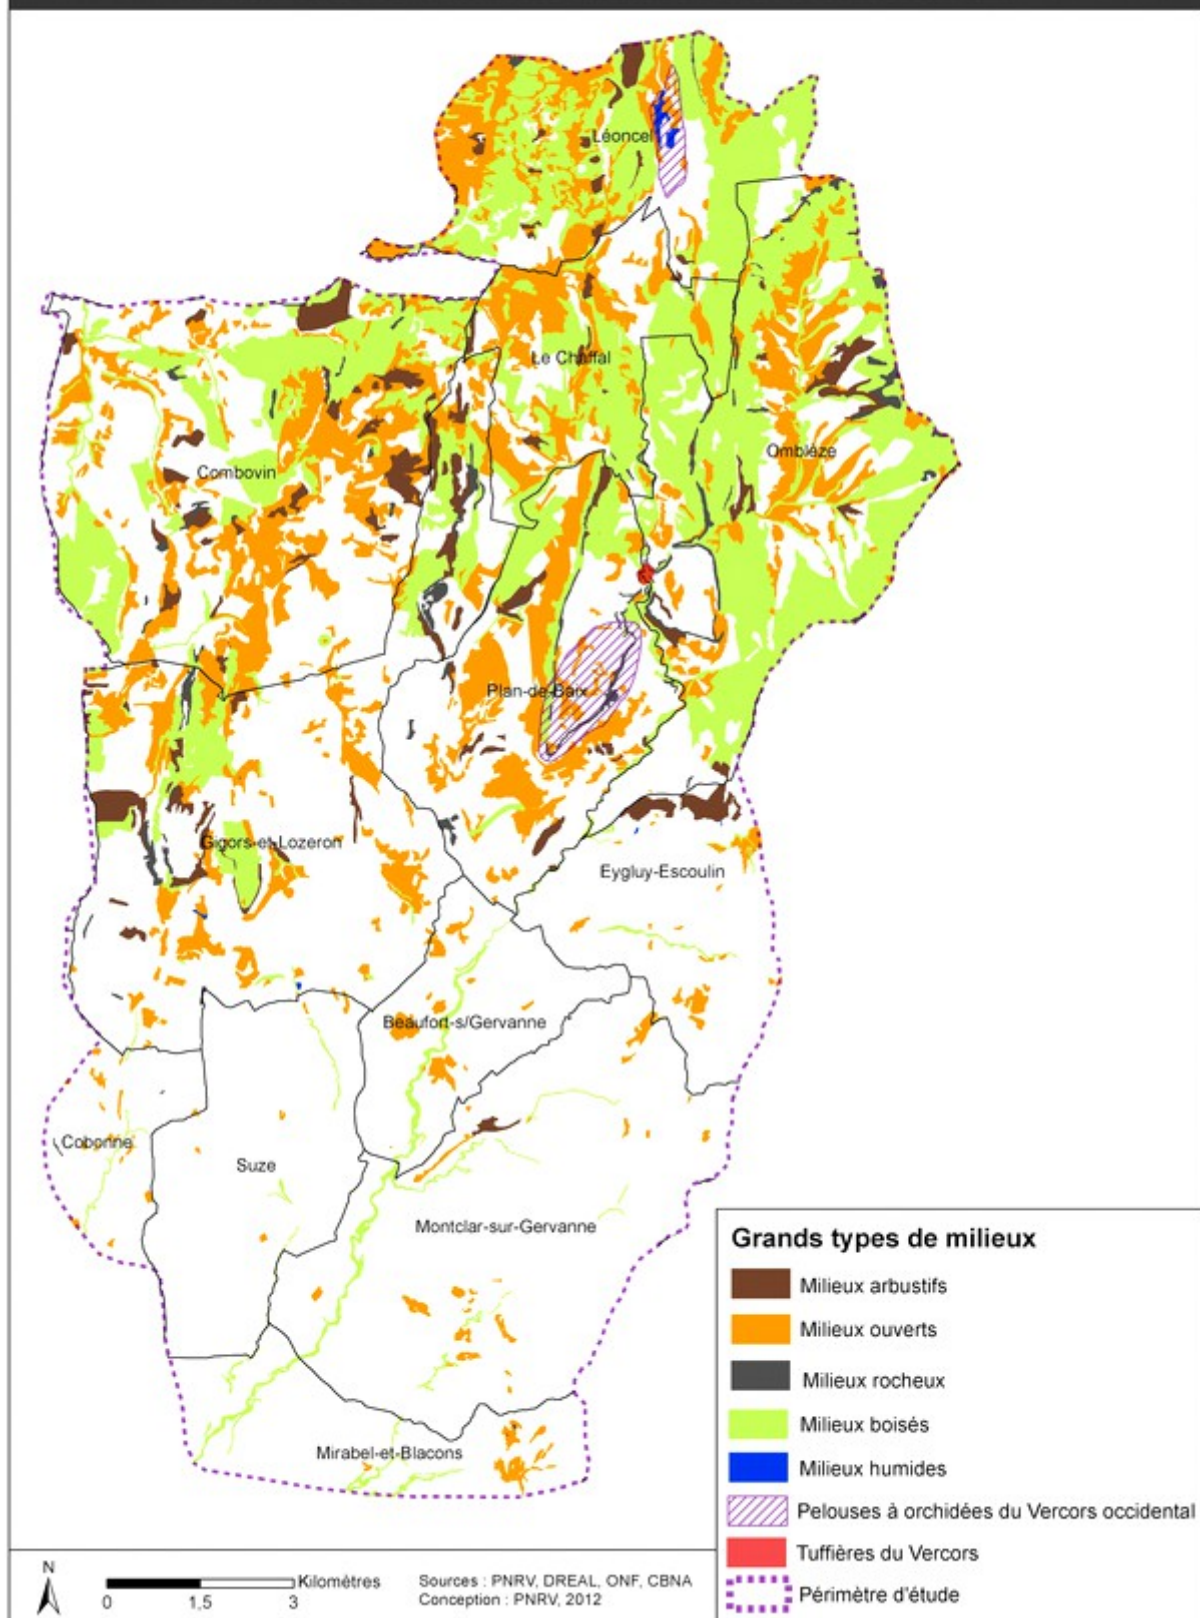 Léoncel
Le Chaffal
Ombléze
Combovin
Plan-de-Baix
Gigors-et-Lozeron
Eygluy-Escoulin
Beaufort-s/Gervanne
Cobonne
Suze
Montclar-sur-Gervanne
Mirabel-et-Blacons
Grands types de milieux
Milieux arbustifs
Milieux ouverts
Milieux rocheux
Milieux boisés
Milieux humides
Pelouses à orchidées du Vercors occidental
Tuffières du Vercors
Périmètre d'étude
N
Kilomètres
0 1,5 3
Sources : PNRV, DREAL, ONF, CBNA
Conception : PNRV, 2012